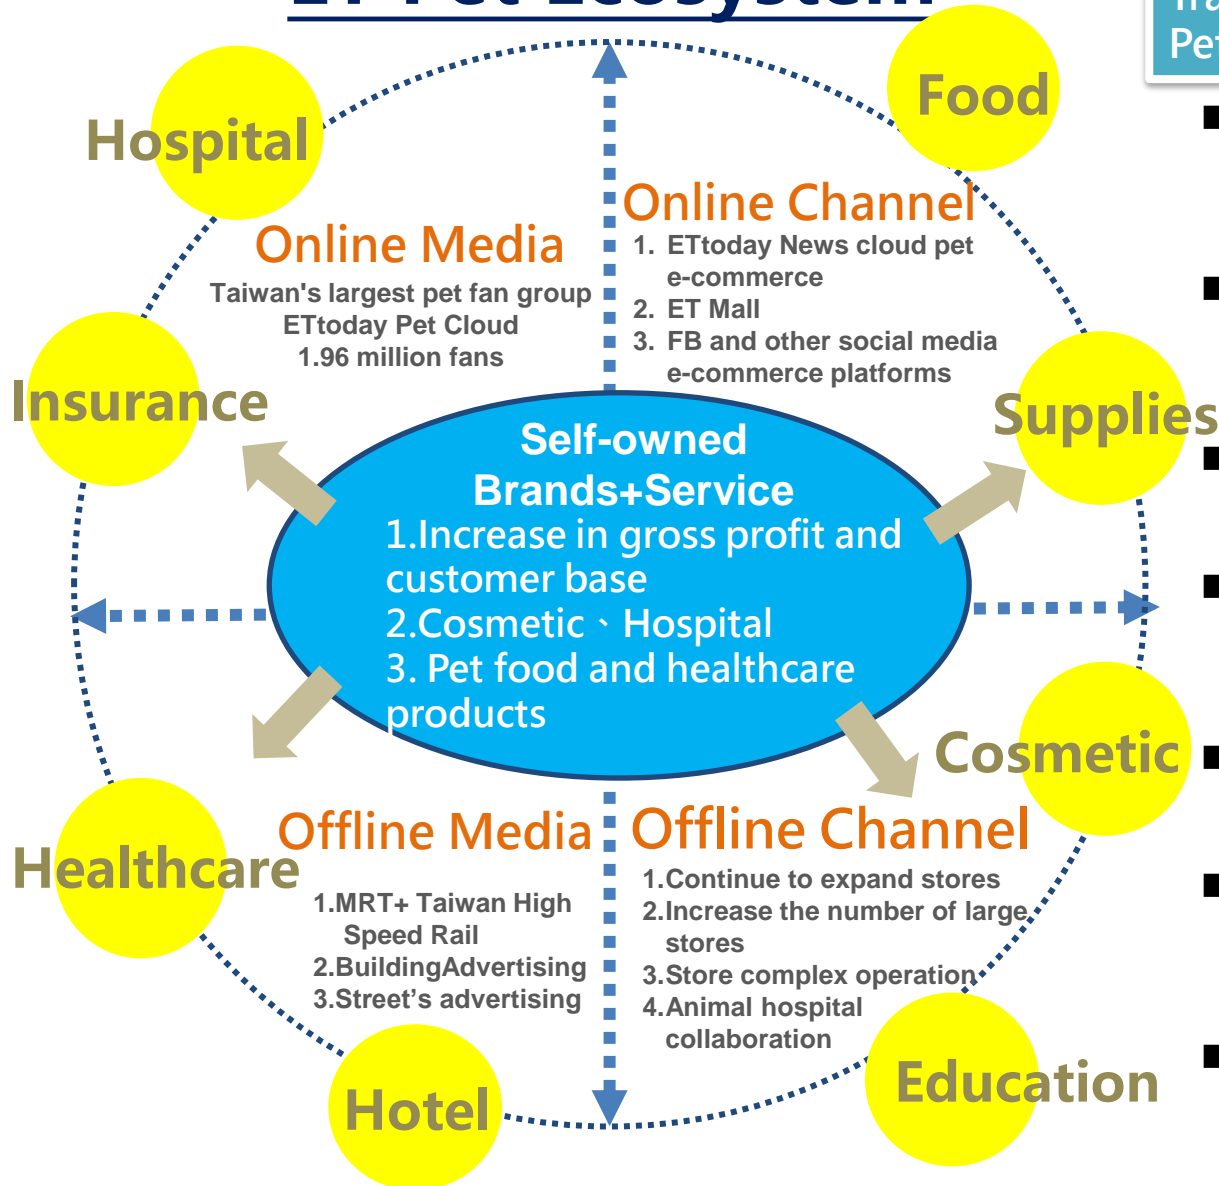 ET Pet Ecosystem
Pet
Hospital
Food
Online Media
Taiwan's largest pet fan group
ETtoday Pet Cloud
1.96 million fans
Online Channel
1. ETtoday News cloud pet
e-commerce
2. ET Mall
3. FB and other social media
e-commerce platforms
Insurance
Supplies
Self-owned
Brands+Service
1.Increase in gross profit and
customer base
2.Cosmetic、Hospital
3. Pet food and healthcare
products
Cosmetic
Healthcare
Offline Media
1.MRT+ Taiwan High
Speed Rail
2.BuildingAdvertising
3.Street’s advertising
Offline Channel
1.Continue to expand stores
2.Increase the number of large
stores
3.Store complex operation
4.Animal hospital
collaboration
Hotel
Education